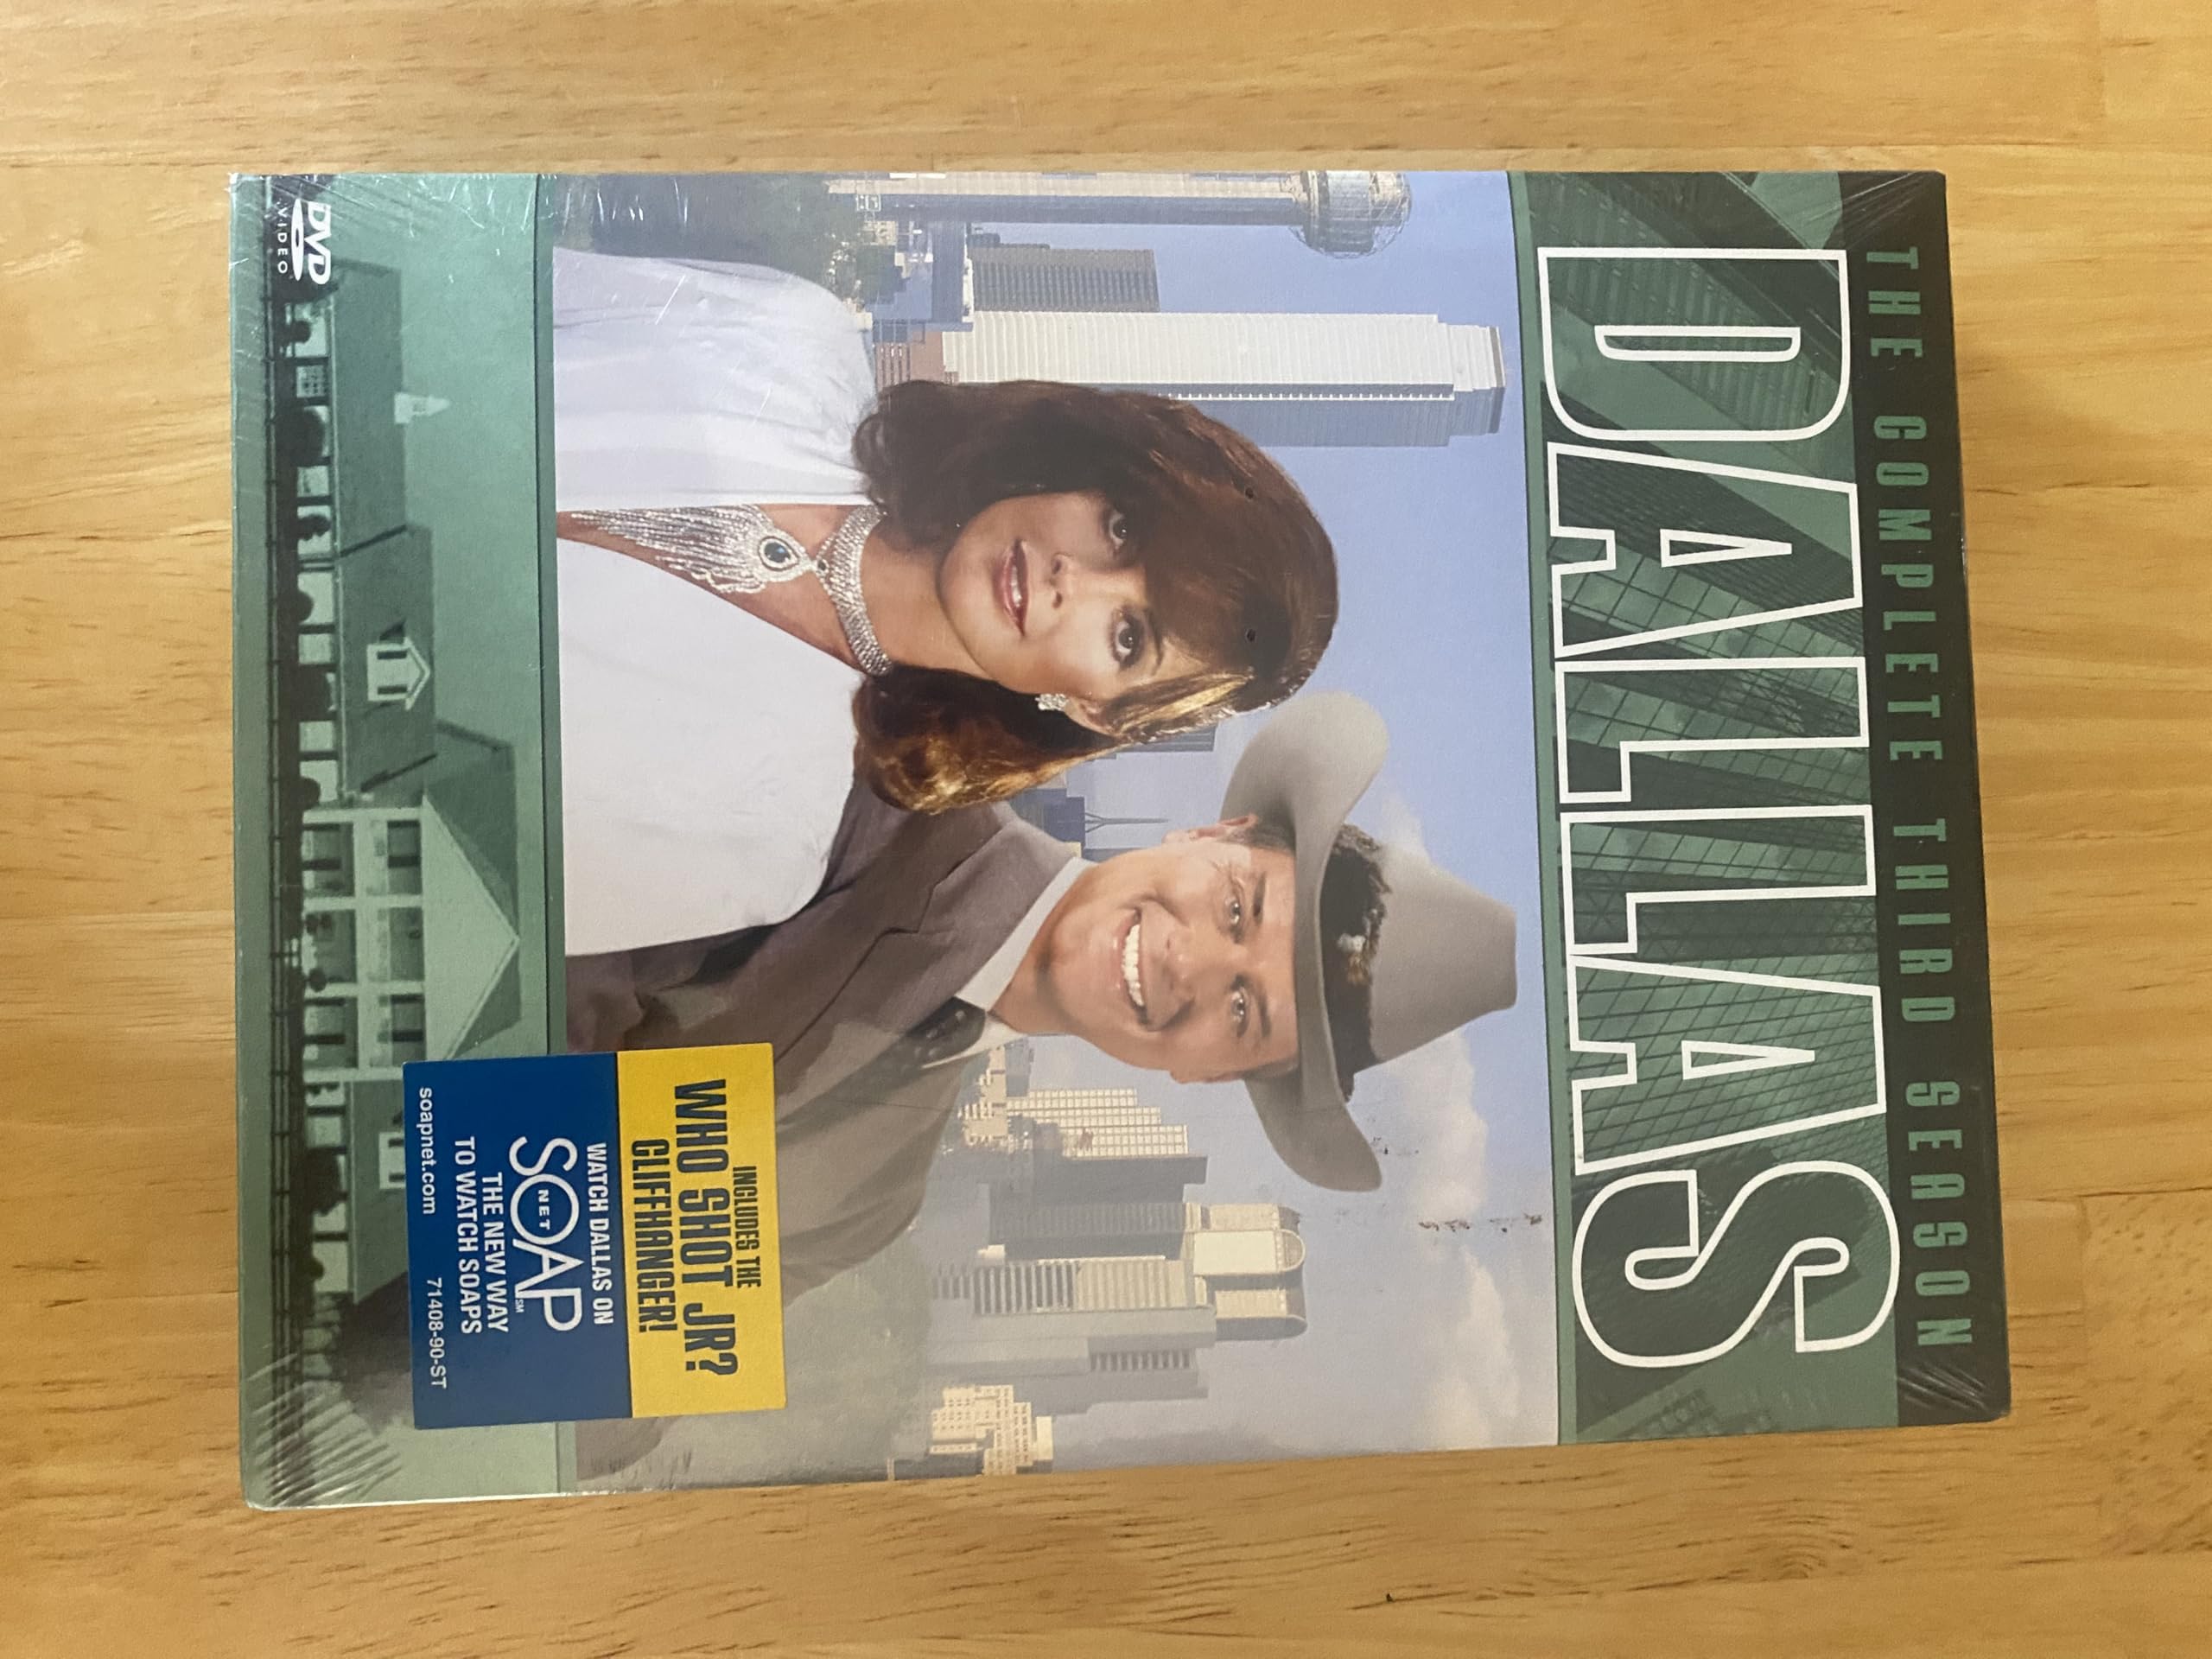 THE COMPLETE THIRD SEASON
DALLAS
INCLUDES THE
WHO SHOT JR?
CLIFFHANGER!
WATCH DALLAS ON
SOAP℠
NET
THE NEW WAY
TO WATCH SOAPS
soapnet.com 71408-90-ST
DVD
VIDEO